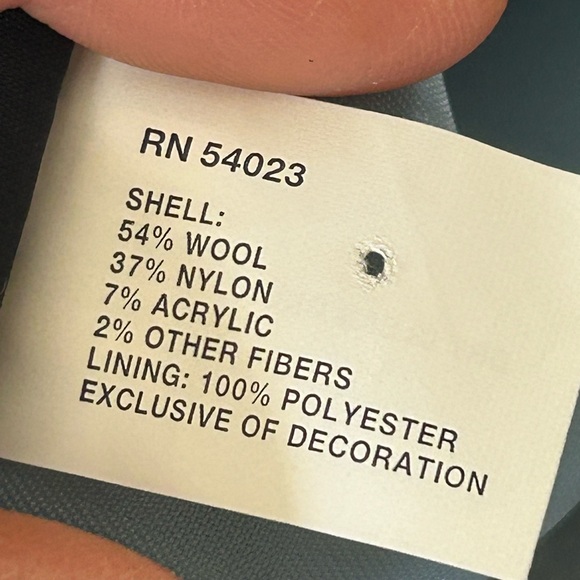 RN 54023
SHELL:
54% WOOL
37% NYLON
7% ACRYLIC
2% OTHER FIBERS
LINING: 100% POLYESTER
EXCLUSIVE OF DECORATION